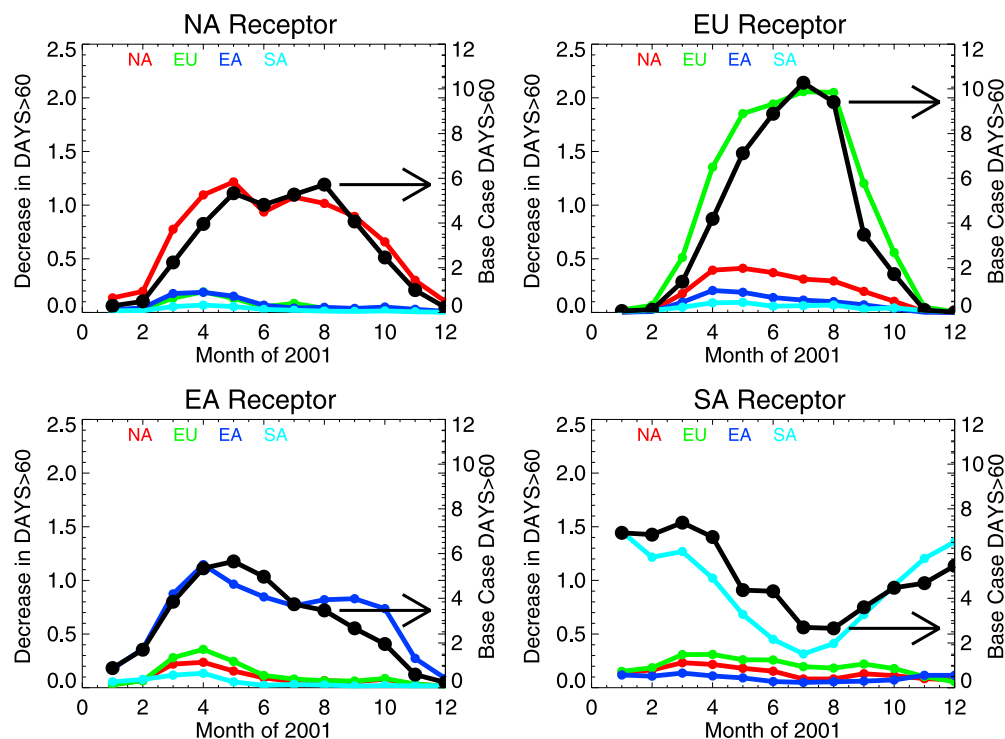 NA Receptor
NA EU EA SA
2.5
2.0
1.5
1.0
0.5
0.0
Decrease in DAYS>60
12
10
8
6
4
2
0
Base Case DAYS>60
0 2 4 6 8 10 12
Month of 2001
EU Receptor
NA EU EA SA
2.5
2.0
1.5
1.0
0.5
0.0
Decrease in DAYS>60
12
10
8
6
4
2
0
Base Case DAYS>60
0 2 4 6 8 10 12
Month of 2001
EA Receptor
NA EU EA SA
2.5
2.0
1.5
1.0
0.5
0.0
Decrease in DAYS>60
12
10
8
6
4
2
0
Base Case DAYS>60
0 2 4 6 8 10 12
Month of 2001
SA Receptor
NA EU EA SA
2.5
2.0
1.5
1.0
0.5
0.0
Decrease in DAYS>60
12
10
8
6
4
2
0
Base Case DAYS>60
0 2 4 6 8 10 12
Month of 2001